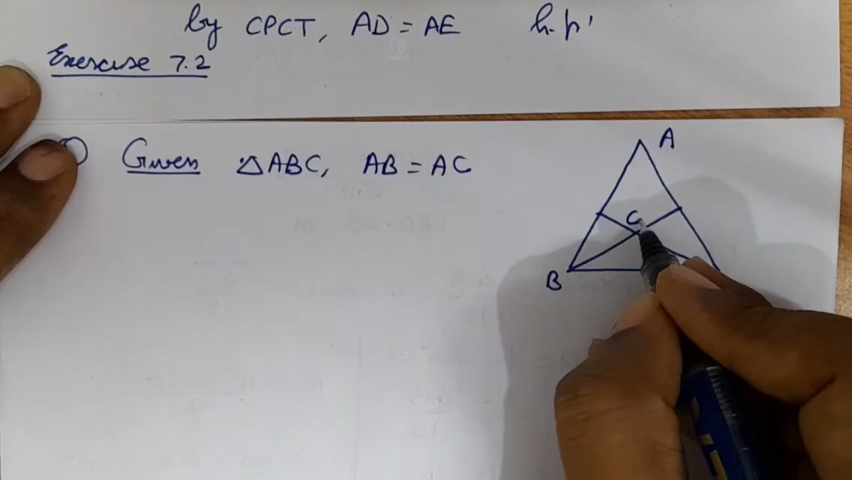 by CPCT, AD = AE h.p'
Exercise 7.2
Given △ABC, AB = AC
A
B